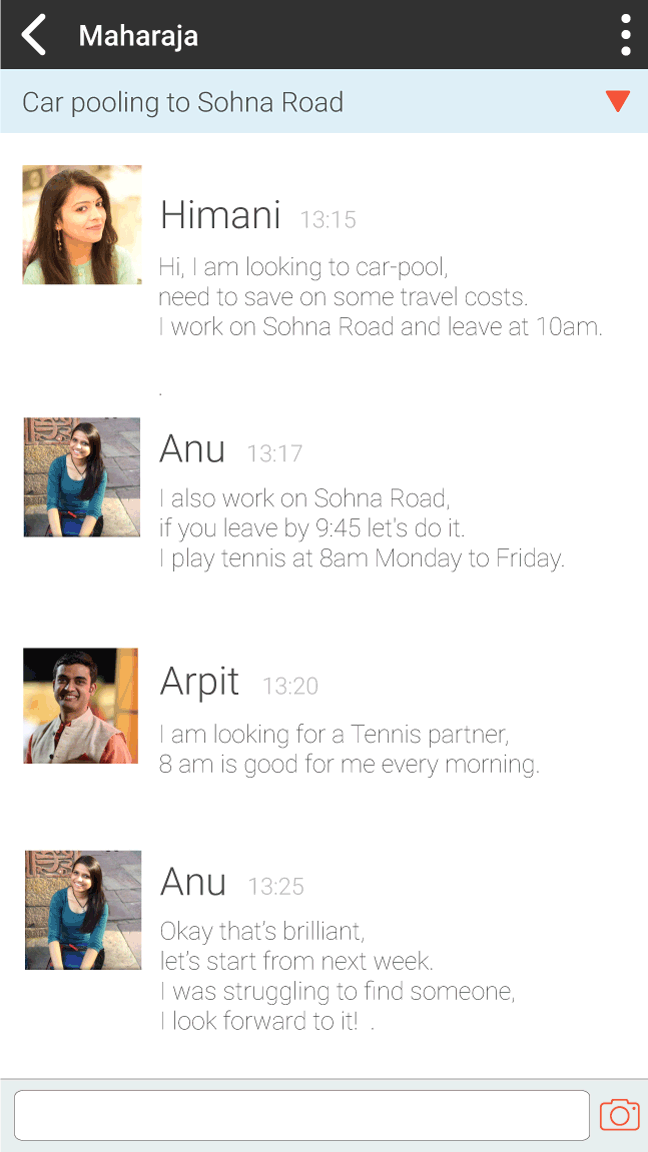 Maharaja
Car pooling to Sohna Road
Himani 13:15
Hi, I am looking to car-pool,
need to save on some travel costs.
I work on Sohna Road and leave at 10am.
.
Anu 13:17
I also work on Sohna Road,
if you leave by 9:45 let's do it.
I play tennis at 8am Monday to Friday.
Arpit 13:20
I am looking for a Tennis partner,
8 am is good for me every morning.
Anu 13:25
Okay that's brilliant,
let's start from next week.
I was struggling to find someone,
I look forward to it!  .